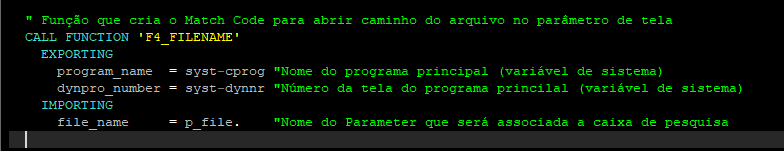 " Função que cria o Match Code para abrir caminho do arquivo no parâmetro de tela
CALL FUNCTION 'F4_FILENAME'
EXPORTING
program_name = syst-cprog "Nome do programa principal (variável de sistema)
dynpro_number = syst-dynnr "Número da tela do programa princilal (variável de sistema)
IMPORTING
file_name = p_file. "Nome do Parameter que será associada a caixa de pesquisa